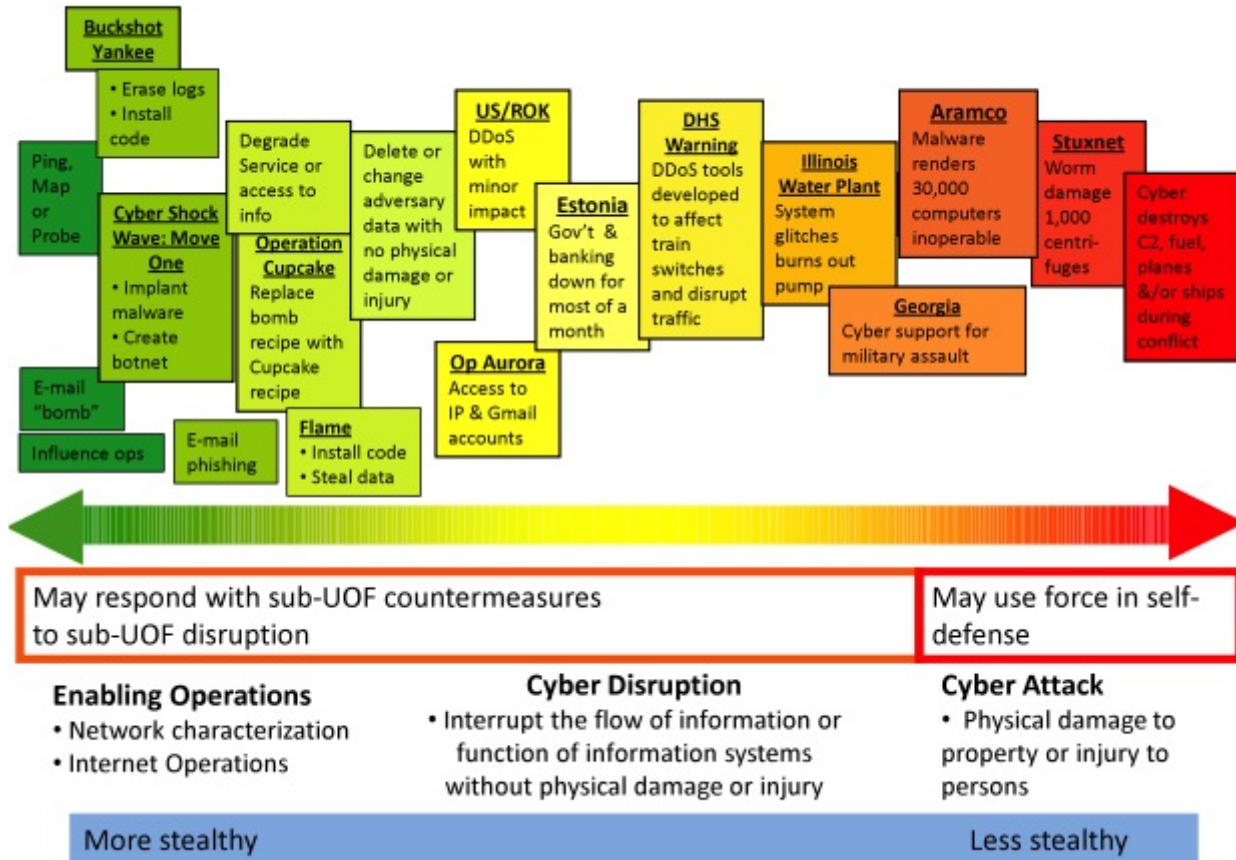 Buckshot
Yankee
• Erase logs
• Install
code
Ping,
Map
or
Probe
Cyber Shock
Wave: Move
One
• Implant
malware
• Create
botnet
E-mail
"bomb"
Influence ops
E-mail
phishing
Degrade
Service or
access to
info
Operation
Cupcake
Replace
bomb
recipe with
Cupcake
recipe
Flame
• Install code
• Steal data
Delete or
change
adversary
data with
no physical
damage or
injury
US/ROK
DDoS
with
minor
impact
Op Aurora
Access to
IP & Gmail
accounts
Estonia
Gov't &
banking
down for
most of a
month
DHS
Warning
DDoS tools
developed
to affect
train
switches
and disrupt
traffic
Illinois
Water Plant
System
glitches
burns out
pump
Georgia
Cyber support for
military assault
Aramco
Malware
renders
30,000
computers
inoperable
Stuxnet
Worm
damage
1,000
centri-
fuges
Cyber
destroys
C2, fuel,
planes
&/or ships
during
conflict
May respond with sub-UOF countermeasures
to sub-UOF disruption
May use force in self-
defense
Enabling Operations
• Network characterization
• Internet Operations
Cyber Disruption
• Interrupt the flow of information or
function of information systems
without physical damage or injury
Cyber Attack
• Physical damage to
property or injury to
persons
More stealthy
Less stealthy